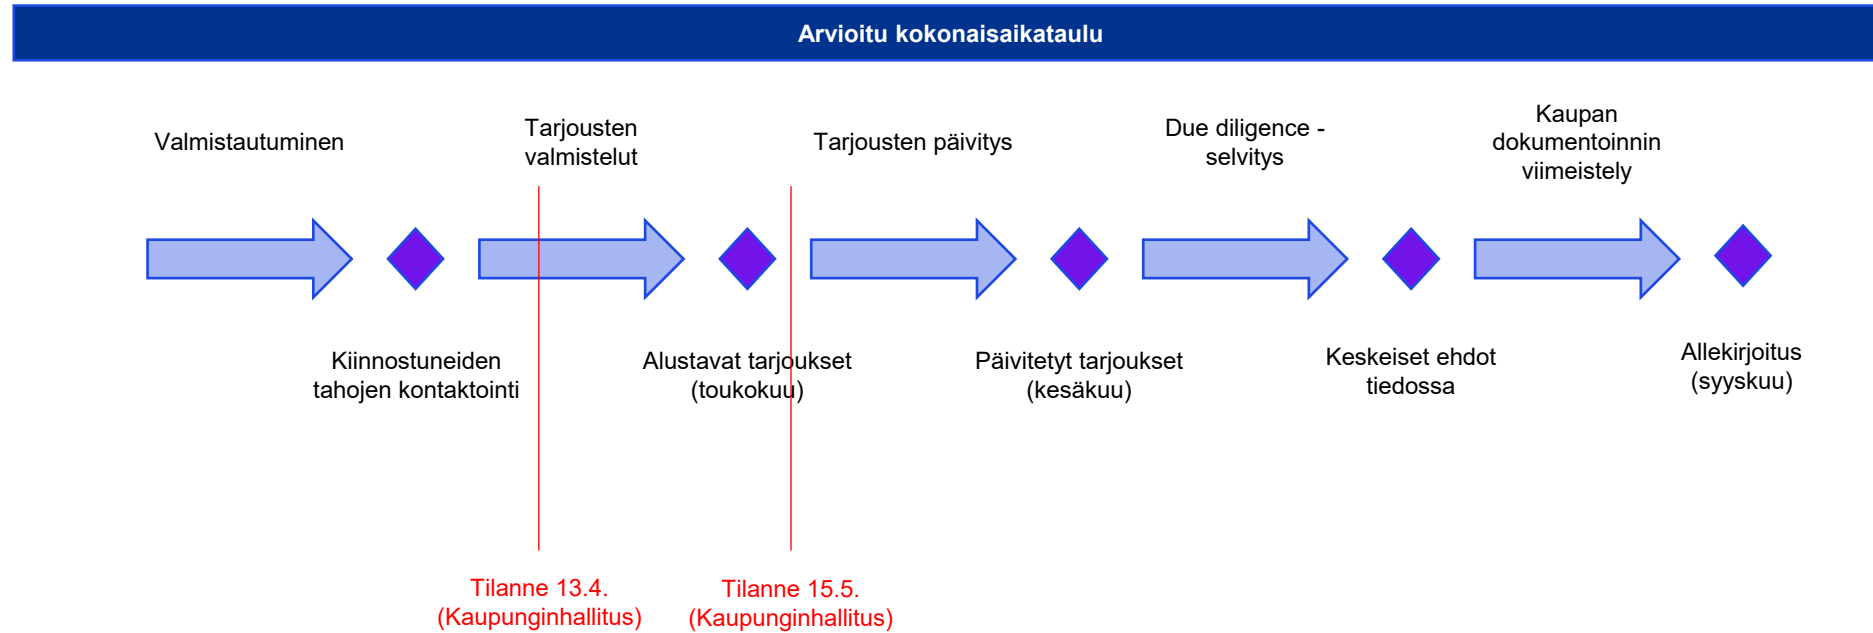 Arvioitu kokonaisaikataulu
Valmistautuminen
Tarjousten
valmistelut
Tarjousten päivitys
Due diligence -
selvitys
Kaupan
dokumentoinnin
viimeistely
Kiinnostuneiden
tahojen kontaktointi
Alustavat tarjoukset
(toukokuu)
Päivitetyt tarjoukset
(kesäkuu)
Keskeiset ehdot
tiedossa
Allekirjoitus
(syyskuu)
Tilanne 13.4.
(Kaupunginhallitus)
Tilanne 15.5.
(Kaupunginhallitus)